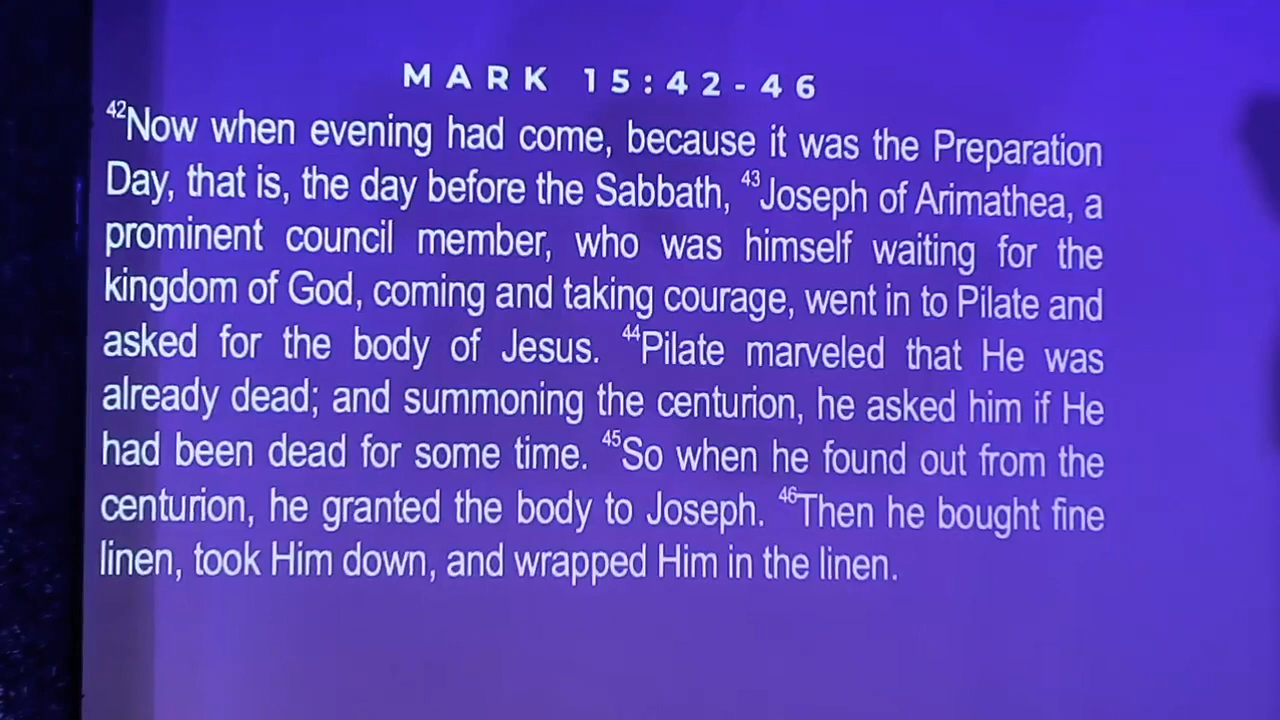 MARK 15:42-46
⁴²Now when evening had come, because it was the Preparation
Day, that is, the day before the Sabbath, ⁴³Joseph of Arimathea, a
prominent council member, who was himself waiting for the
kingdom of God, coming and taking courage, went in to Pilate and
asked for the body of Jesus. ⁴⁴Pilate marveled that He was
already dead; and summoning the centurion, he asked him if He
had been dead for some time. ⁴⁵So when he found out from the
centurion, he granted the body to Joseph. ⁴⁶Then he bought fine
linen, took Him down, and wrapped Him in the linen.